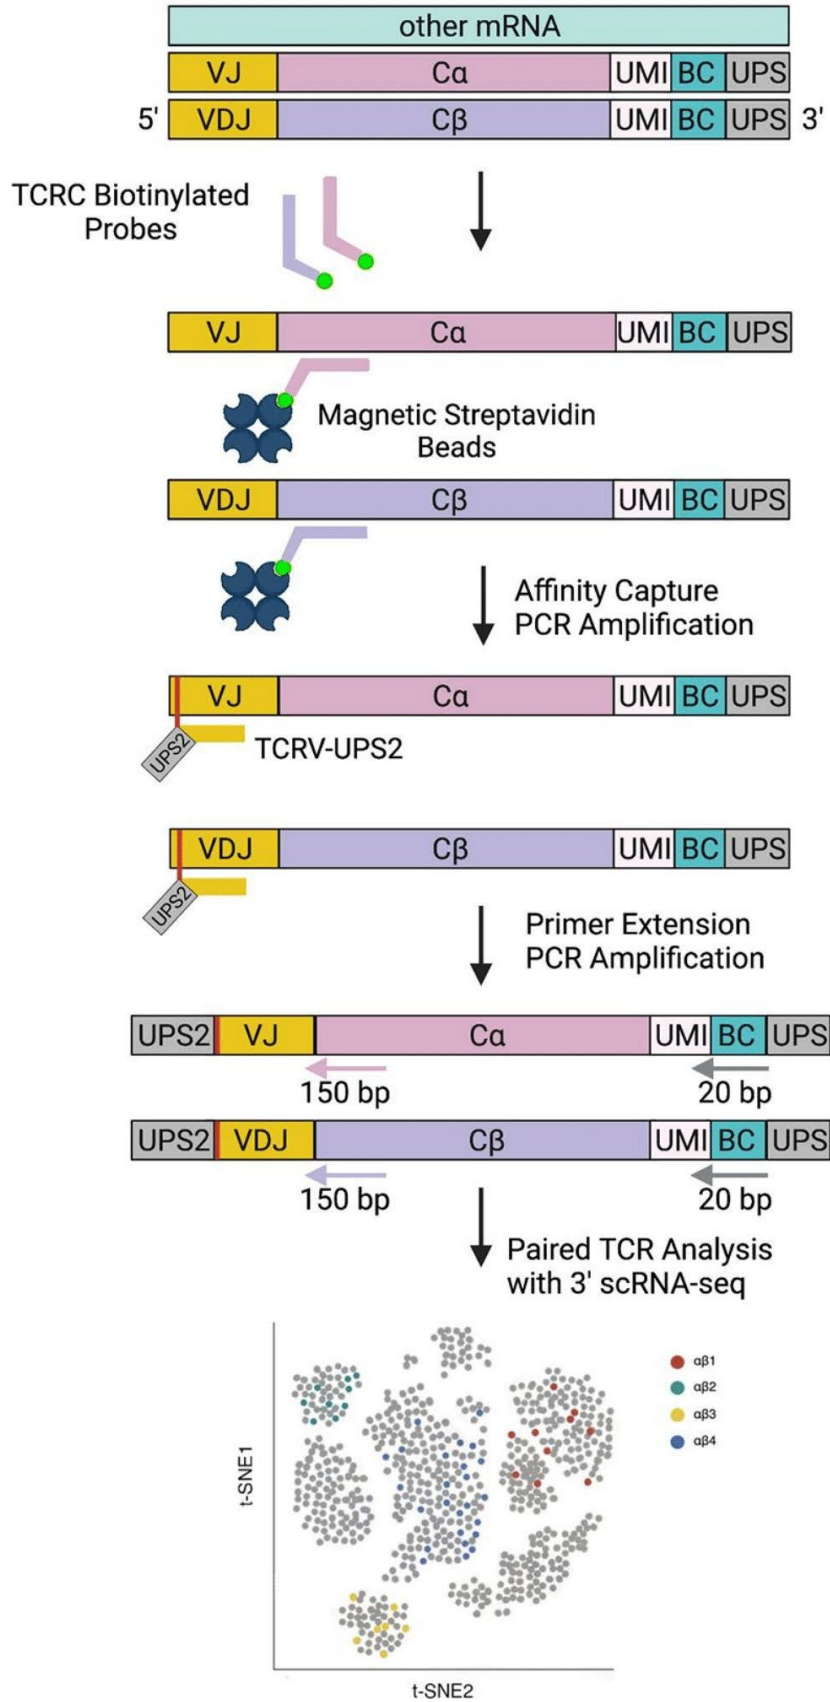 other mRNA
VJ Cα UMI BC UPS
5' VDJ Cβ UMI BC UPS 3'
TCRC Biotinylated
Probes
VJ Cα UMI BC UPS
Magnetic Streptavidin
Beads
VDJ Cβ UMI BC UPS
Affinity Capture
PCR Amplification
VJ Cα UMI BC UPS
UPS2 TCRV-UPS2
VDJ Cβ UMI BC UPS
UPS2
Primer Extension
PCR Amplification
UPS2 VJ Cα UMI BC UPS
150 bp 20 bp
UPS2 VDJ Cβ UMI BC UPS
150 bp 20 bp
Paired TCR Analysis
with 3' scRNA-seq
αβ1
αβ2
αβ3
αβ4
t-SNE1
t-SNE2